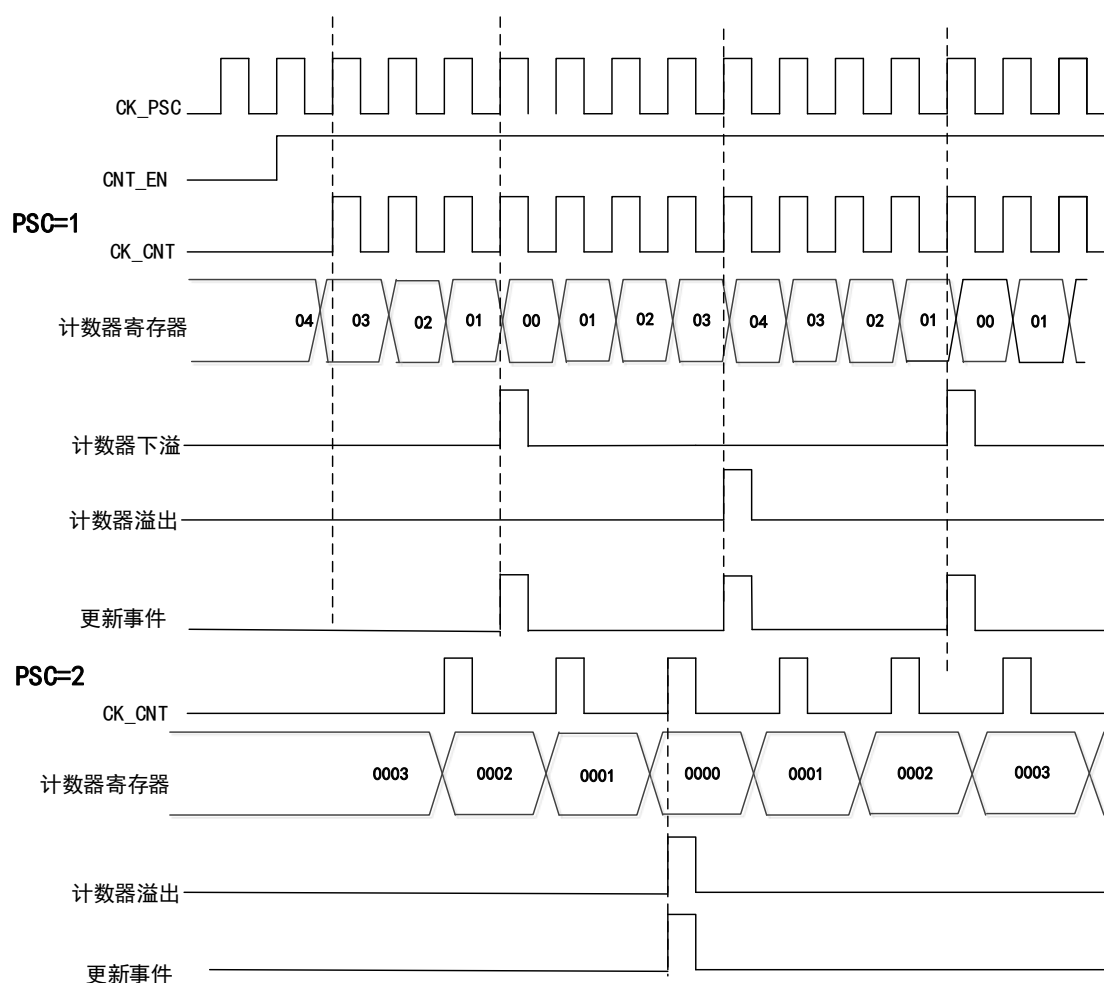 CK_PSC
CNT_EN
PSC=1
CK_CNT
计数器寄存器 04 03 02 01 00 01 02 03 04 03 02 01 00 01
计数器下溢
计数器溢出
更新事件
PSC=2
CK_CNT
计数器寄存器 0003 0002 0001 0000 0001 0002 0003
计数器溢出
更新事件